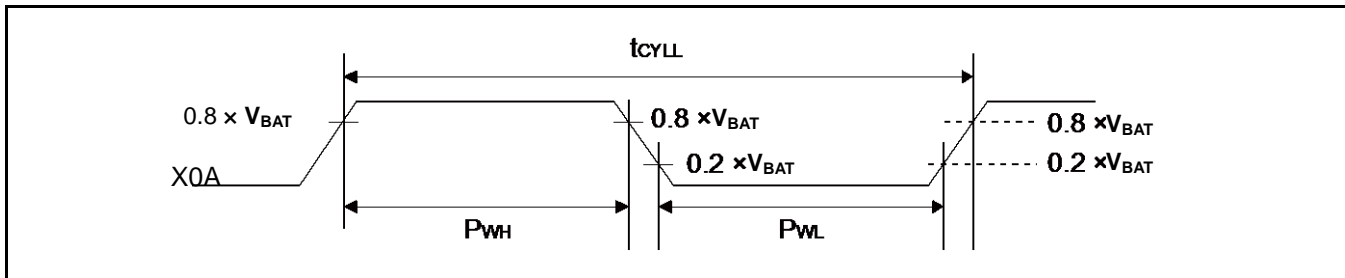 tCYLL
0.8 × VBAT
0.8 ×VBAT
0.8 ×VBAT
0.2 ×VBAT
0.2 ×VBAT
X0A
PWH
PWL